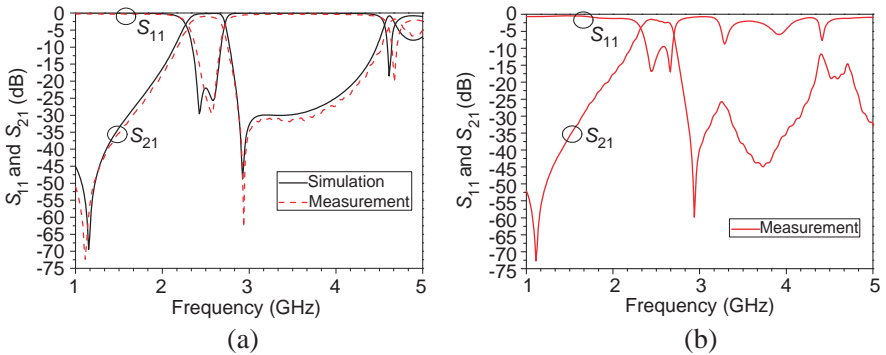 0
-5
-10
-15
-20
-25
-30
-35
-40
-45
-50
-55
-60
-65
-70
-75
S11 and S21 (dB)
S11
S21
Simulation
Measurement
1 2 3 4 5
Frequency (GHz)
(a)
0
-5
-10
-15
-20
-25
-30
-35
-40
-45
-50
-55
-60
-65
-70
-75
S11 and S21 (dB)
S11
S21
Measurement
1 2 3 4 5
Frequency (GHz)
(b)